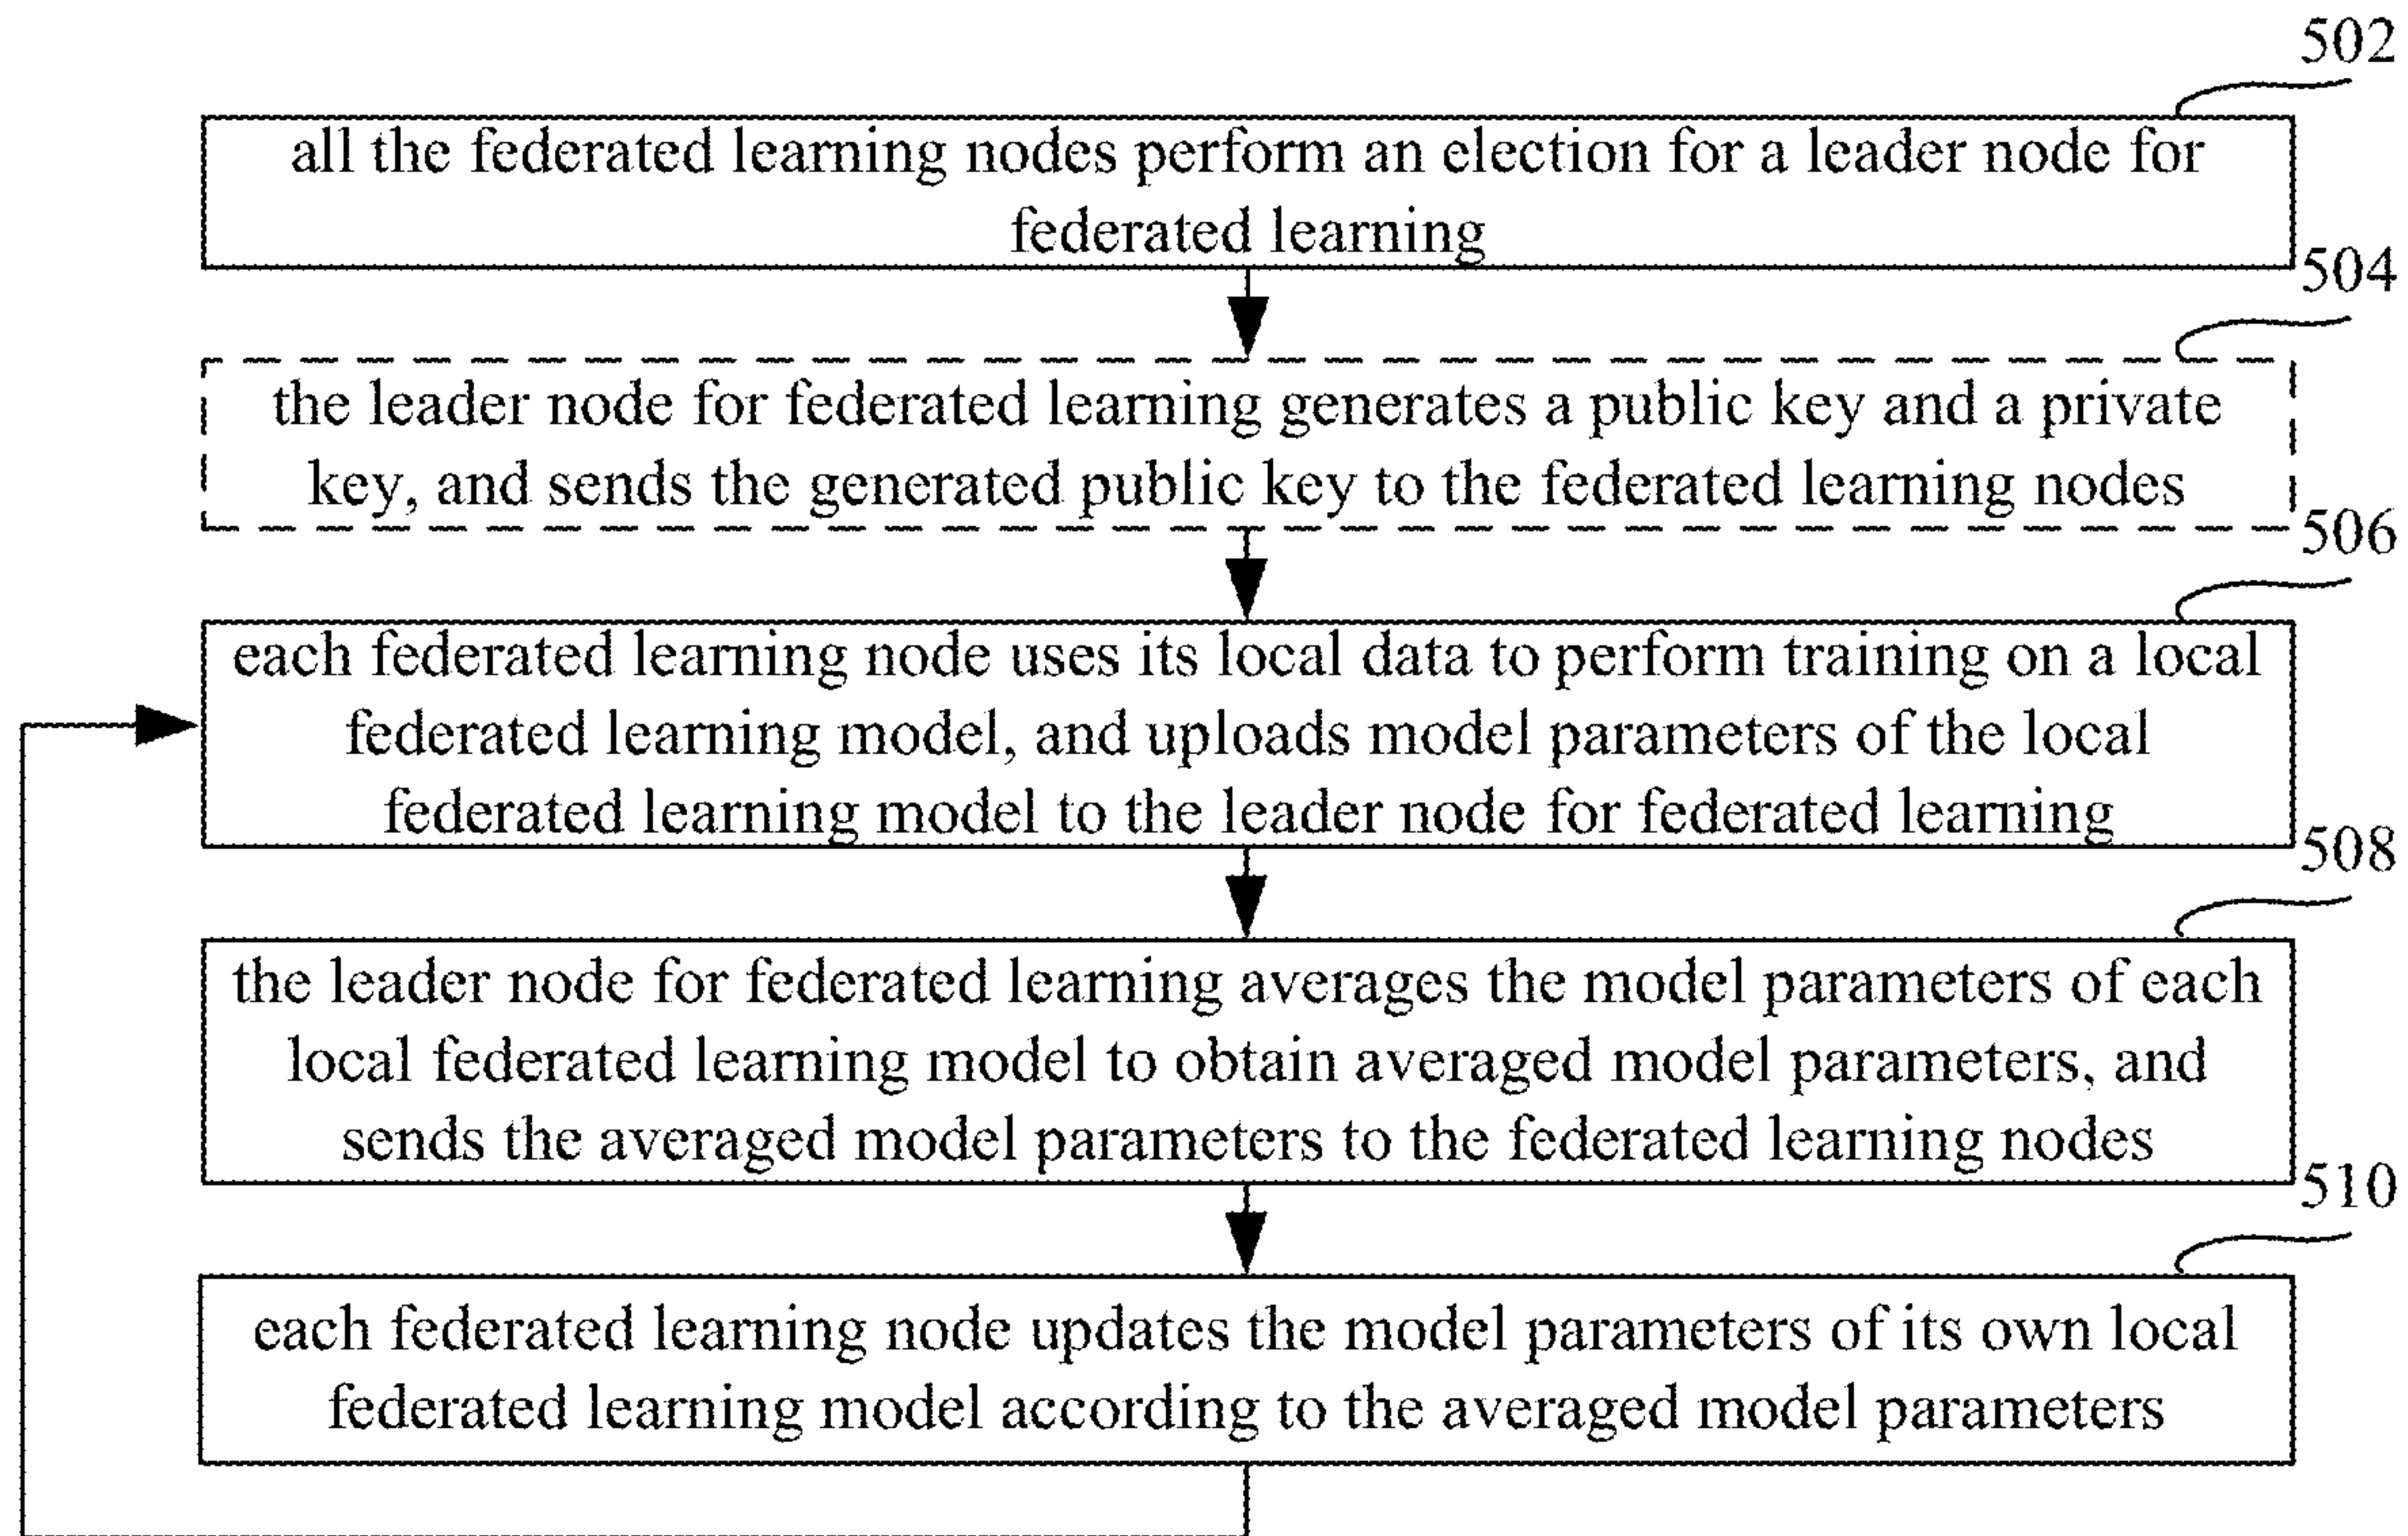 502
all the federated learning nodes perform an election for a leader node for
federated learning
504
the leader node for federated learning generates a public key and a private
key, and sends the generated public key to the federated learning nodes
506
each federated learning node uses its local data to perform training on a local
federated learning model, and uploads model parameters of the local
federated learning model to the leader node for federated learning
508
the leader node for federated learning averages the model parameters of each
local federated learning model to obtain averaged model parameters, and
sends the averaged model parameters to the federated learning nodes
510
each federated learning node updates the model parameters of its own local
federated learning model according to the averaged model parameters